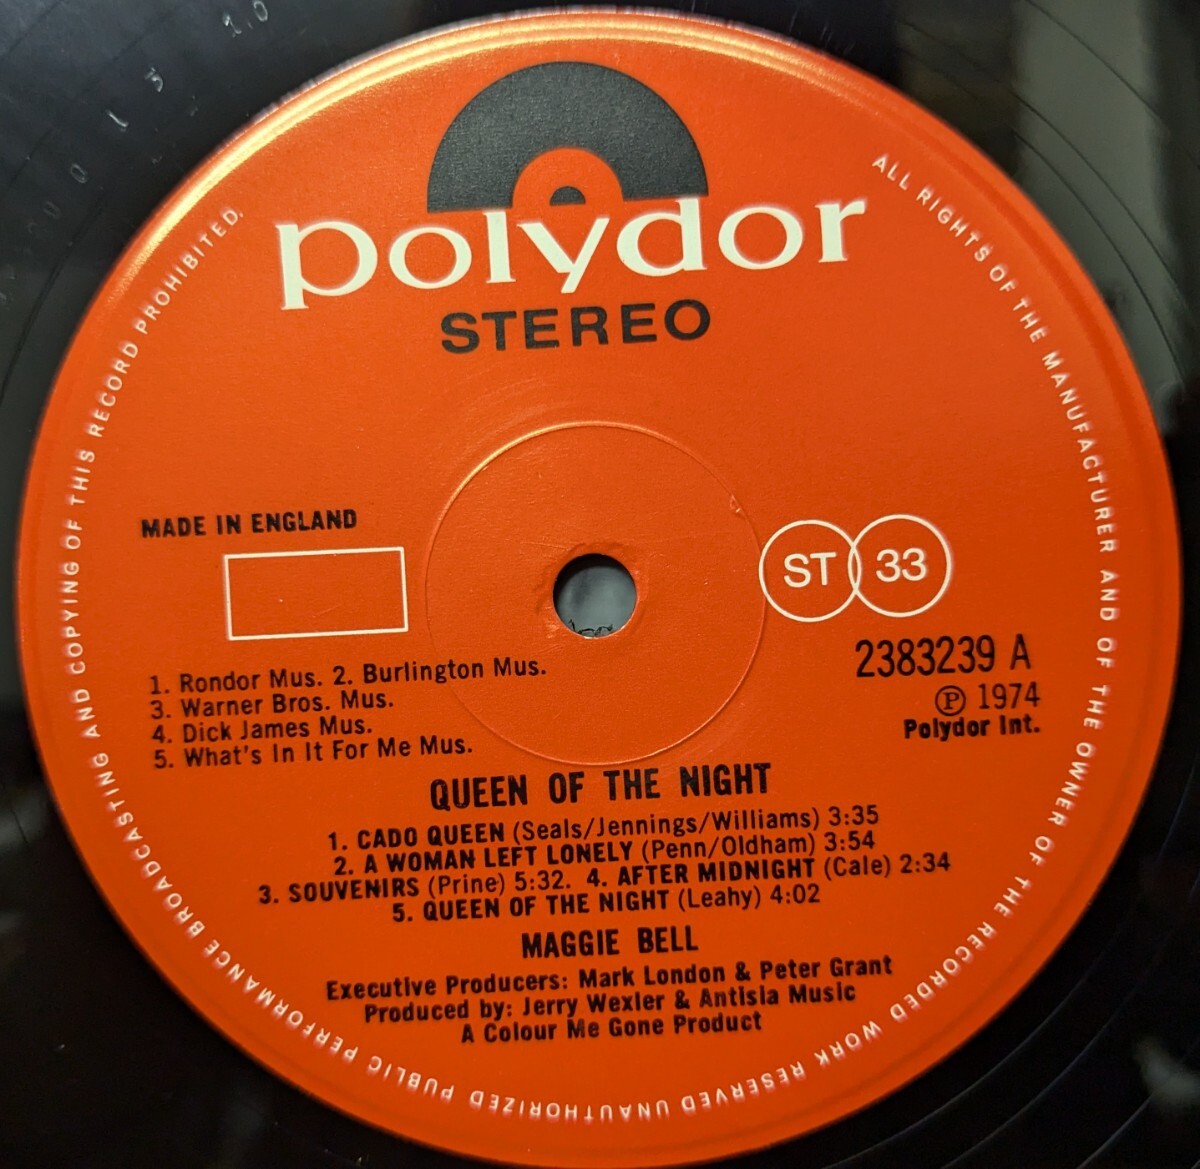 polydor
STEREO
MADE IN ENGLAND
ST 33
2383239 A
℗ 1974
Polydor Int.
1. Rondor Mus. 2. Burlington Mus.
3. Warner Bros. Mus.
4. Dick James Mus.
5. What's In It For Me Mus.
QUEEN OF THE NIGHT
1. CADO QUEEN (Seals/Jennings/Williams) 3:35
2. A WOMAN LEFT LONELY (Penn/Oldham) 3:54
3. SOUVENIRS (Prine) 5:32. 4. AFTER MIDNIGHT (Cale) 2:34
5. QUEEN OF THE NIGHT (Leahy) 4:02
MAGGIE BELL
Executive Producers: Mark London & Peter Grant
Produced by: Jerry Wexler & Antisia Music
A Colour Me Gone Product
ALL RIGHTS OF THE MANUFACTURER AND OF THE OWNER OF THE RECORDED WORK RESERVED UNAUTHORIZED PUBLIC PERFORMANCE BROADCASTING AND COPYING OF THIS RECORD PROHIBITED.